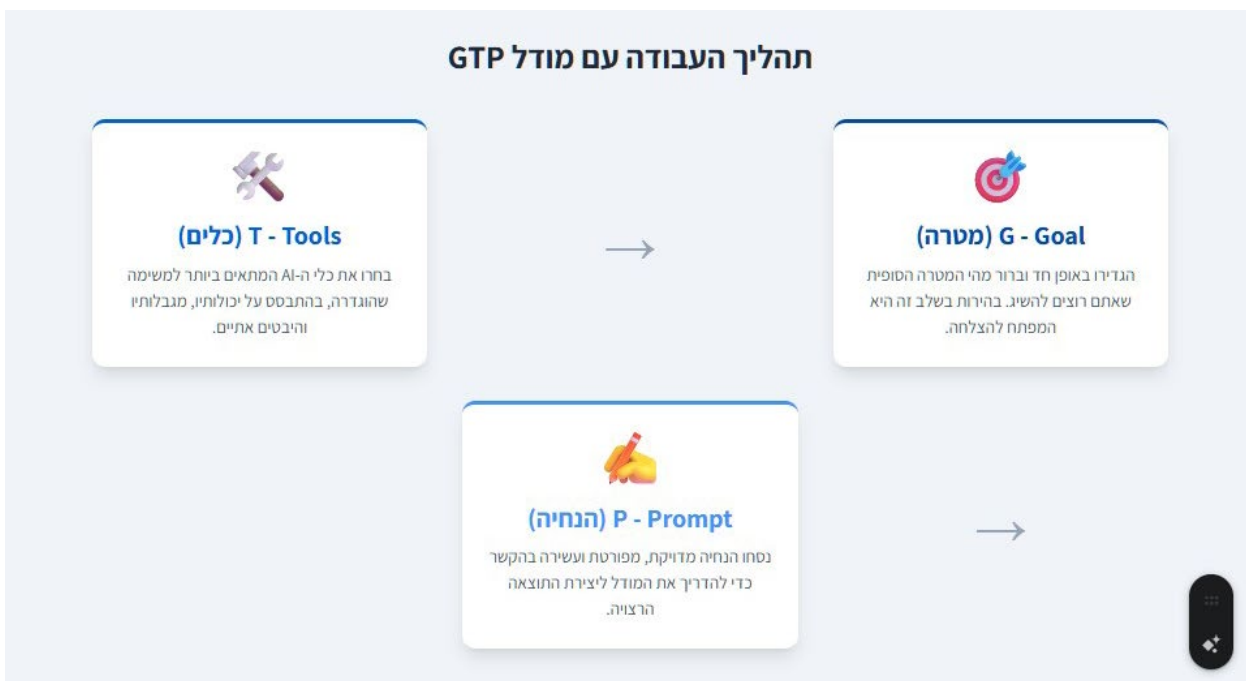 תהליך העבודה עם מודל GTP
G - Goal (מטרה)
הגדירו באופן חד וברור מהי המטרה הסופית
שאתם רוצים להשיג. בהירות בשלב זה היא
המפתח להצלחה.
→
T - Tools (כלים)
בחרו את כלי ה-AI המתאים ביותר למשימה
שהוגדרה, בהתבסס על יכולותיו, מגבלותיו
והיבטים אתיים.
→
P - Prompt (הנחיה)
נסחו הנחיה מדויקת, מפורטת ועשירה בהקשר
כדי להדריך את המודל ליצירת התוצאה
הרצויה.